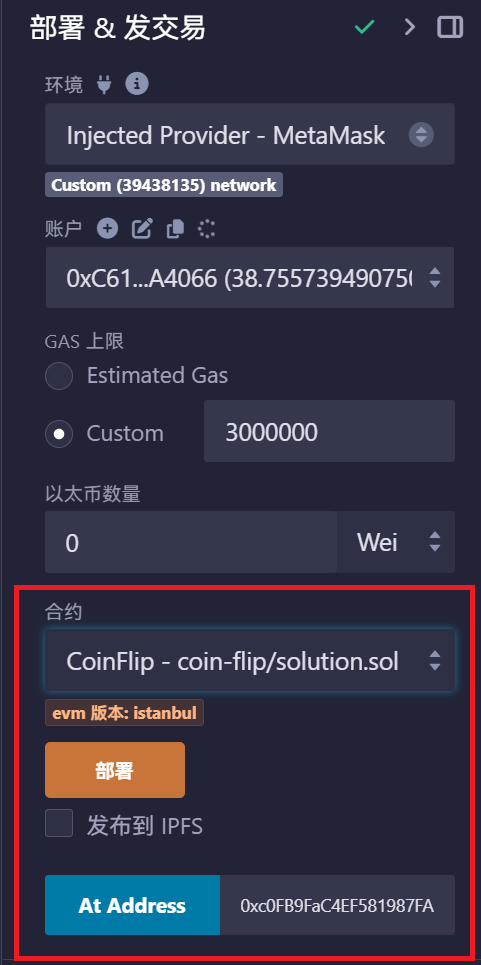 部署 & 发交易
环境
Injected Provider - MetaMask
Custom (39438135) network
账户
0xC61...A4066 (38.755739490750
GAS 上限
Estimated Gas
Custom
3000000
以太币数量
0
Wei
合约
CoinFlip - coin-flip/solution.sol
evm 版本: istanbul
部署
发布到 IPFS
At Address
0xc0FB9FaC4EF581987FA